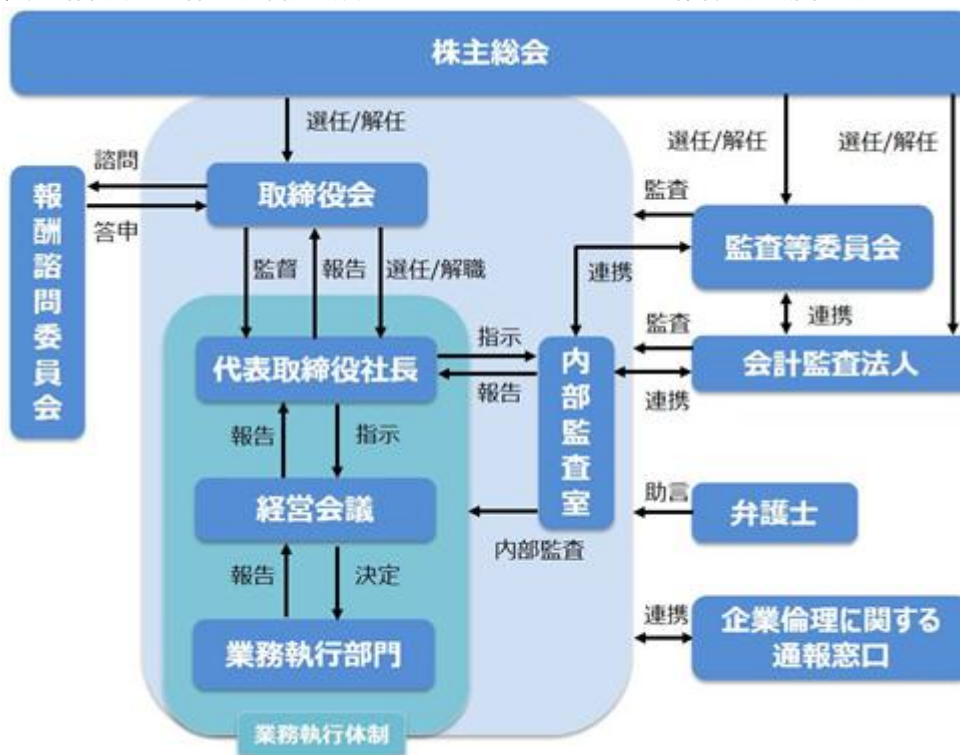 株主総会
選任/解任
選任/解任
選任/解任
諮問
答申
報酬諮問委員会
取締役会
監査
監査等委員会
監督
報告
選任/解職
連携
連携
代表取締役社長
指示
報告
内部監査室
監査
連携
会計監査法人
報告
指示
経営会議
内部監査
助言
弁護士
報告
決定
業務執行部門
連携
企業倫理に関する
通報窓口
業務執行体制